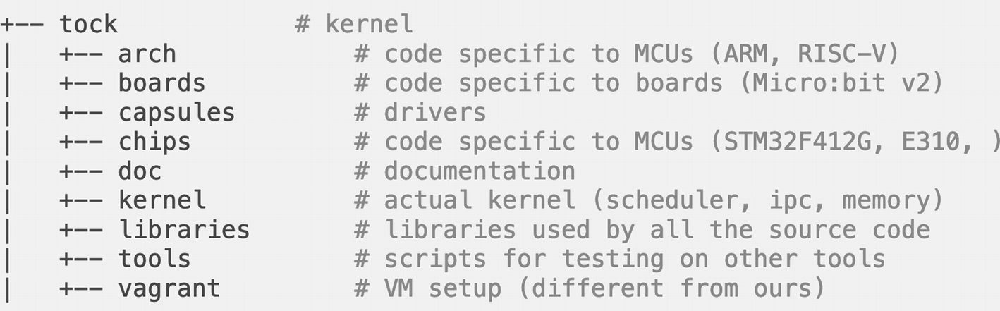 +-- tock            # kernel
|   +-- arch            # code specific to MCUs (ARM, RISC-V)
|   +-- boards          # code specific to boards (Micro:bit v2)
|   +-- capsules        # drivers
|   +-- chips           # code specific to MCUs (STM32F412G, E310, )
|   +-- doc             # documentation
|   +-- kernel          # actual kernel (scheduler, ipc, memory)
|   +-- libraries       # libraries used by all the source code
|   +-- tools           # scripts for testing on other tools
|   +-- vagrant         # VM setup (different from ours)